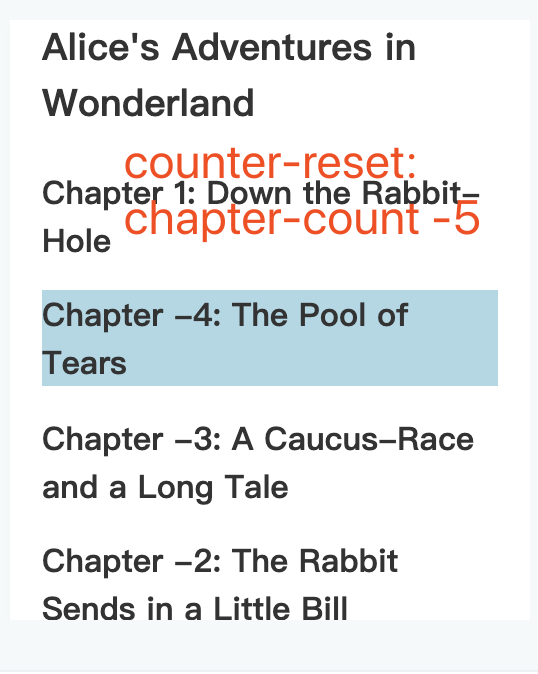 Alice's Adventures in
Wonderland
counter-reset:
Chapter 1: Down the Rabbit–
chapter-count -5
Hole
Chapter –4: The Pool of
Tears
Chapter –3: A Caucus–Race
and a Long Tale
Chapter –2: The Rabbit
Sends in a Little Bill